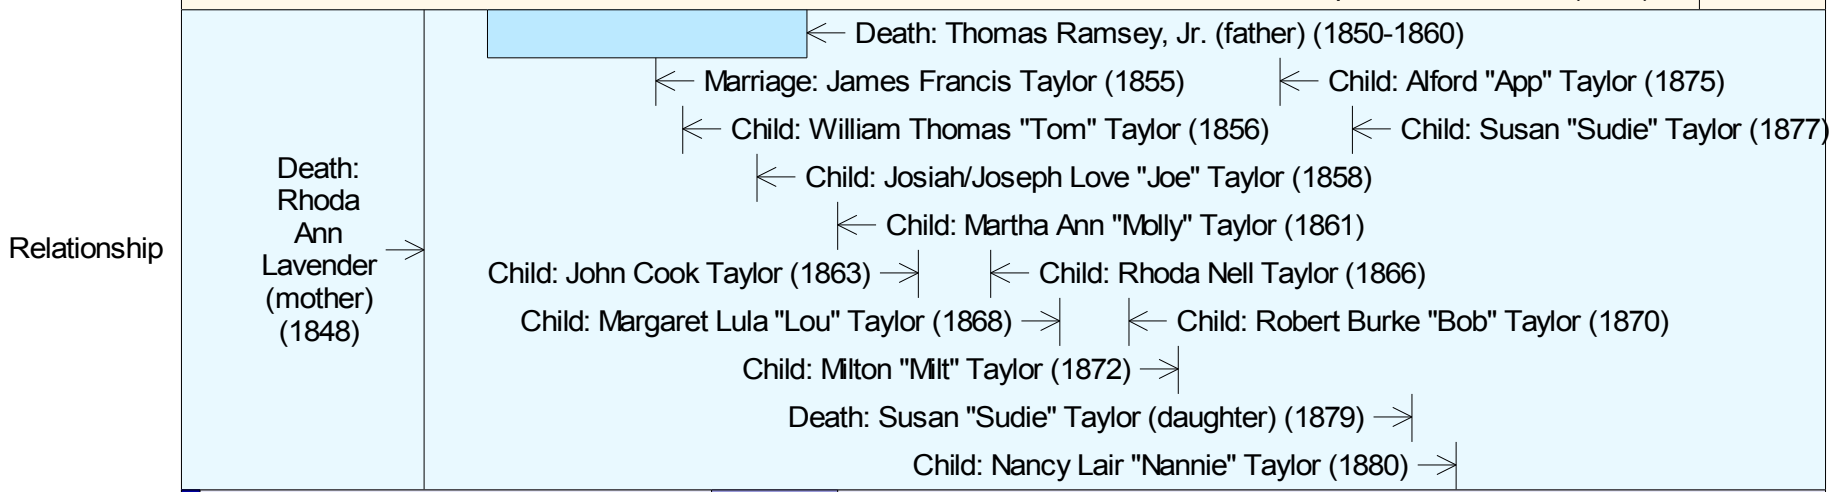 Death: Thomas Ramsey, Jr. (father) (1850-1860)
Marriage: James Francis Taylor (1855)
Child: Alford "App" Taylor (1875)
Child: William Thomas "Tom" Taylor (1856)
Child: Susan "Sudie" Taylor (1877)
Death:
Rhoda
Ann
Lavender
(mother)
(1848)
Child: Josiah/Joseph Love "Joe" Taylor (1858)
Child: Martha Ann "Molly" Taylor (1861)
Relationship
Child: John Cook Taylor (1863)
Child: Rhoda Nell Taylor (1866)
Child: Margaret Lula "Lou" Taylor (1868)
Child: Robert Burke "Bob" Taylor (1870)
Child: Milton "Milt" Taylor (1872)
Death: Susan "Sudie" Taylor (daughter) (1879)
Child: Nancy Lair "Nannie" Taylor (1880)